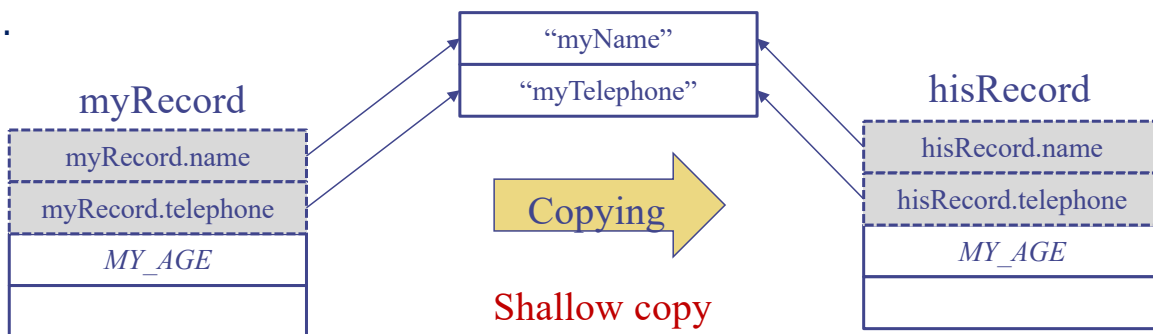 .
“myName”
“myTelephone”
myRecord
myRecord.name
myRecord.telephone
MY_AGE
Copying
Shallow copy
hisRecord
hisRecord.name
hisRecord.telephone
MY_AGE